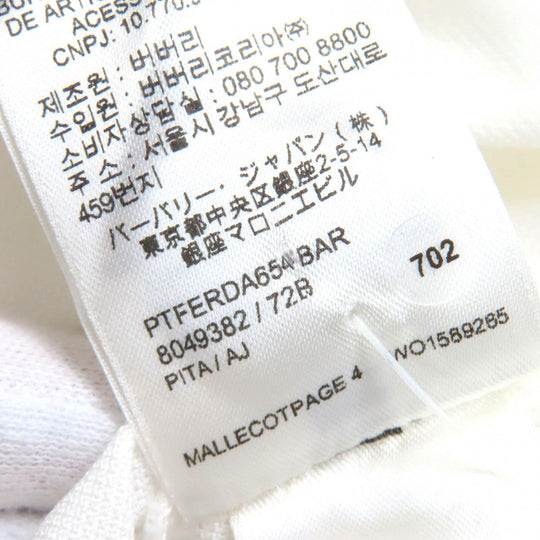 DE ARTI
ACESS
CNPJ: 10.770.
제조원 : 버버리
수입원 : 버버리코리아㈜
소비자상담실 : 080 700 8800
주소 : 서울시 강남구 도산대로
459번지
バーバリー・ジャパン（株）
東京都中央区銀座2-5-14
銀座マロニエビル
PTFERDA654 BAR
702
8049382 / 72B
PITA / AJ
WO1589265
MALLECOTPAGE 4